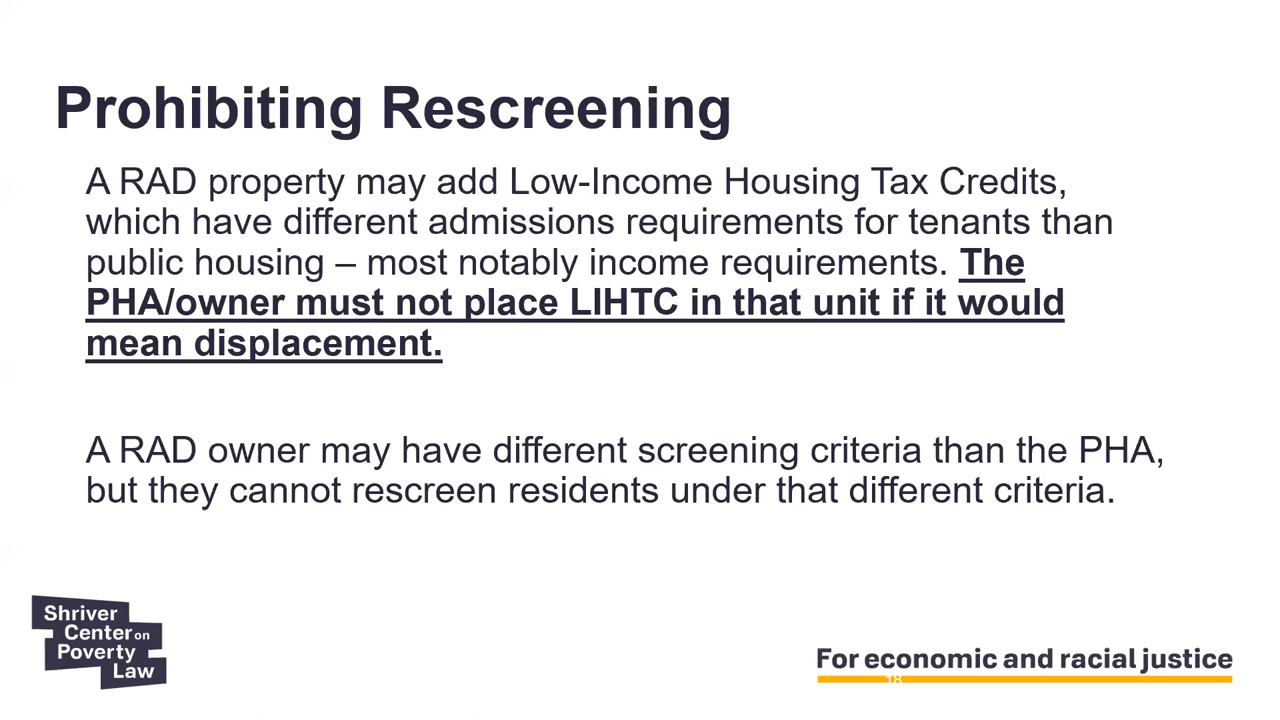 Prohibiting Rescreening
A RAD property may add Low-Income Housing Tax Credits,
which have different admissions requirements for tenants than
public housing – most notably income requirements. The
PHA/owner must not place LIHTC in that unit if it would
mean displacement.
A RAD owner may have different screening criteria than the PHA,
but they cannot rescreen residents under that different criteria.
Shriver
Center on
Poverty
Law
For economic and racial justice
18